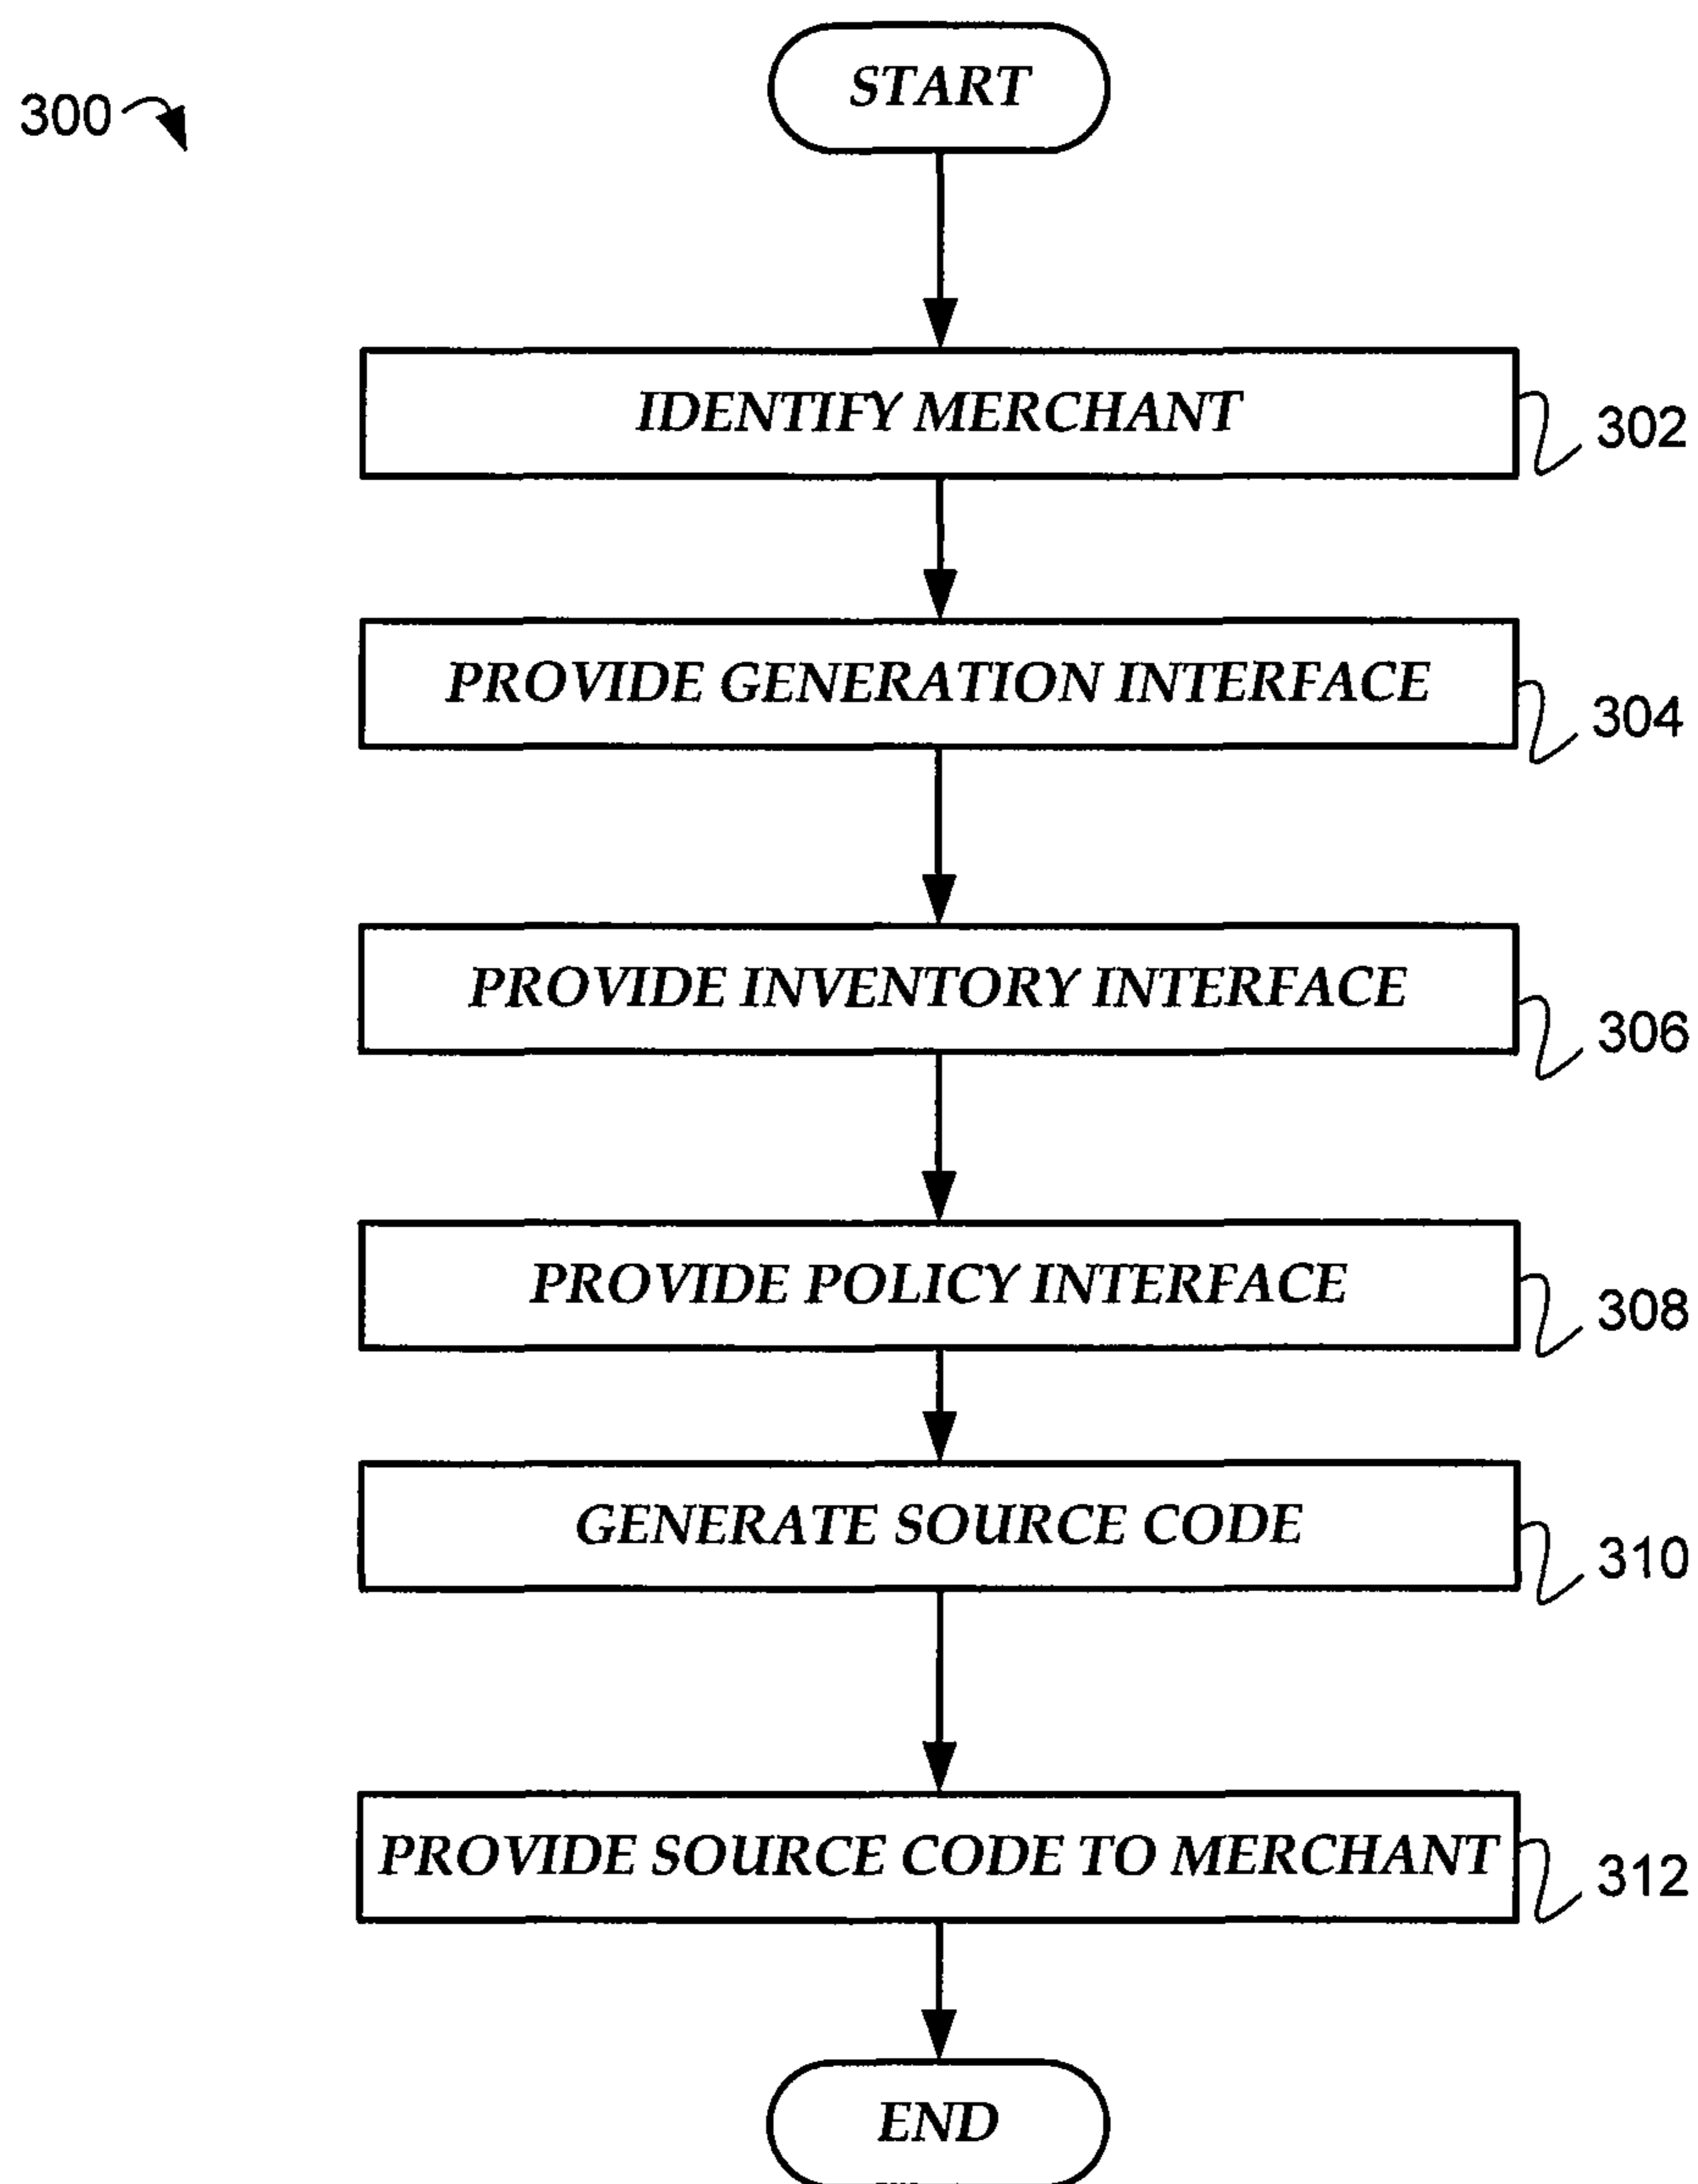 START
300
IDENTIFY MERCHANT
302
PROVIDE GENERATION INTERFACE
304
PROVIDE INVENTORY INTERFACE
306
PROVIDE POLICY INTERFACE
308
GENERATE SOURCE CODE
310
PROVIDE SOURCE CODE TO MERCHANT
312
END